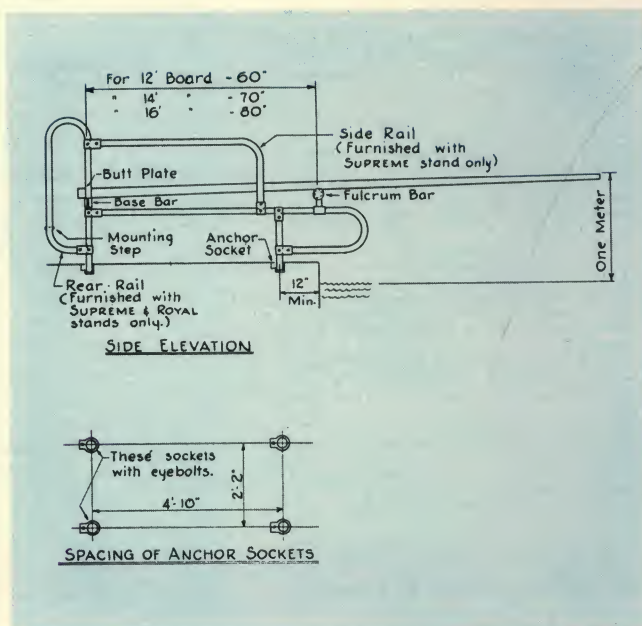 For 12' Board - 60"
" 14' " - 70"
" 16' " - 80"
Side Rail
(Furnished with
SUPREME stand only)
Butt Plate
Base Bar
Fulcrum Bar
Mounting
Step
Anchor
Socket
One Meter
12"
Min.
Rear Rail
(Furnished with
SUPREME & ROYAL
stands only.)
SIDE ELEVATION
These sockets
with eyebolts.
2'-2"
4'-10"
SPACING OF ANCHOR SOCKETS